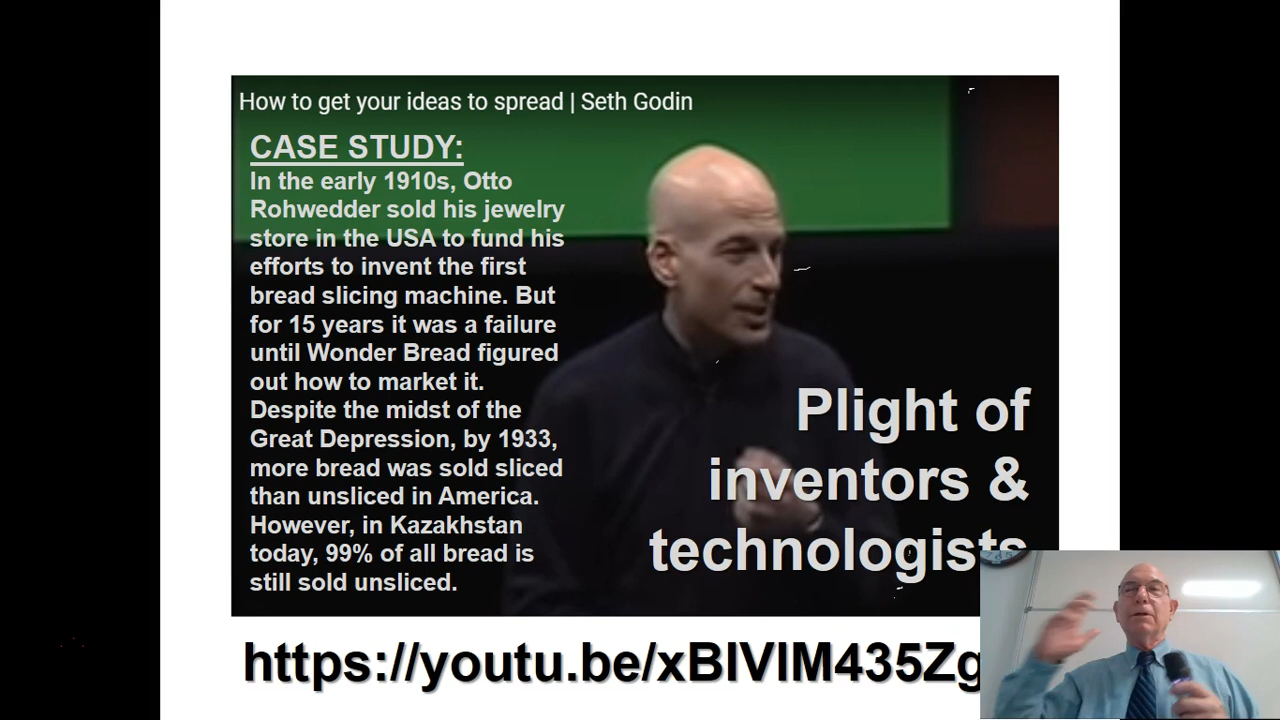 How to get your ideas to spread | Seth Godin
CASE STUDY:
In the early 1910s, Otto
Rohwedder sold his jewelry
store in the USA to fund his
efforts to invent the first
bread slicing machine. But
for 15 years it was a failure
until Wonder Bread figured
out how to market it.
Despite the midst of the
Great Depression, by 1933,
more bread was sold sliced
than unsliced in America.
However, in Kazakhstan
today, 99% of all bread is
still sold unsliced.
Plight of
inventors &
technologists
https://youtu.be/xBIVlM435Zg